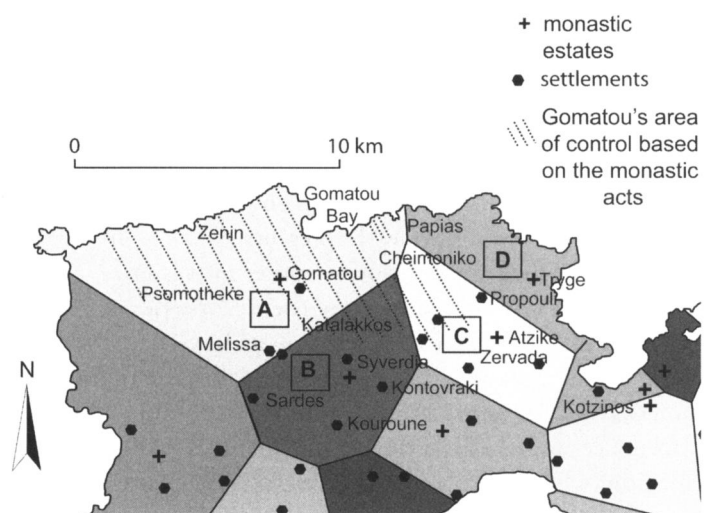 monastic
estates
settlements
Gomatou's area
of control based
on the monastic
acts
0
10 km
Gomatou
Bay
Zenin
Papias
Cheimoniko
D
Gomatou
Tryge
Psomotheke
A
Propouli
Katalakkos
C
Atzike
Melissa
Zervada
B
Syverdia
N
Kontovraki
Sardes
Kotzinos
Kouroune